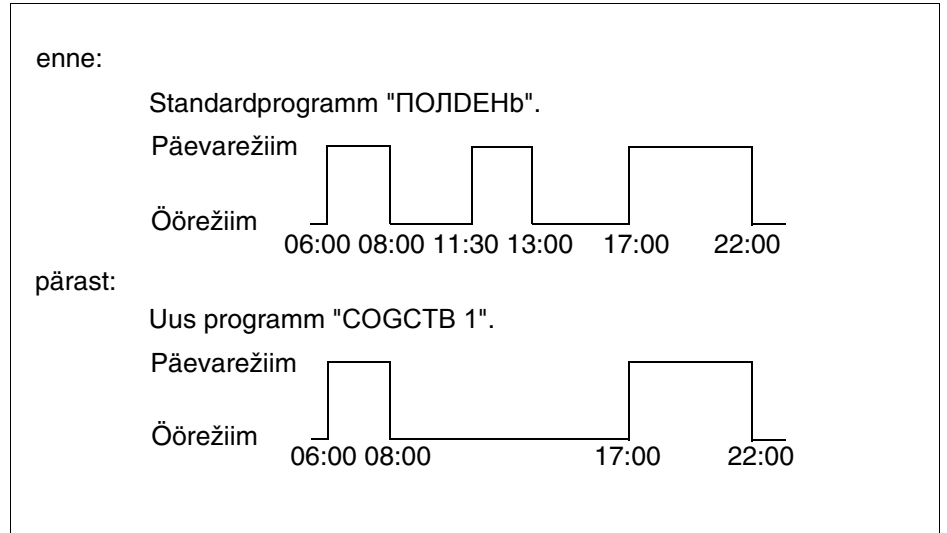 enne:
Standardprogramm "ПОЛDEHb".
Päevarežiim
Öörežiim
06:00 08:00 11:30 13:00 17:00 22:00
pärast:
Uus programm "COGCTB 1".
Päevarežiim
Öörežiim
06:00 08:00 17:00 22:00